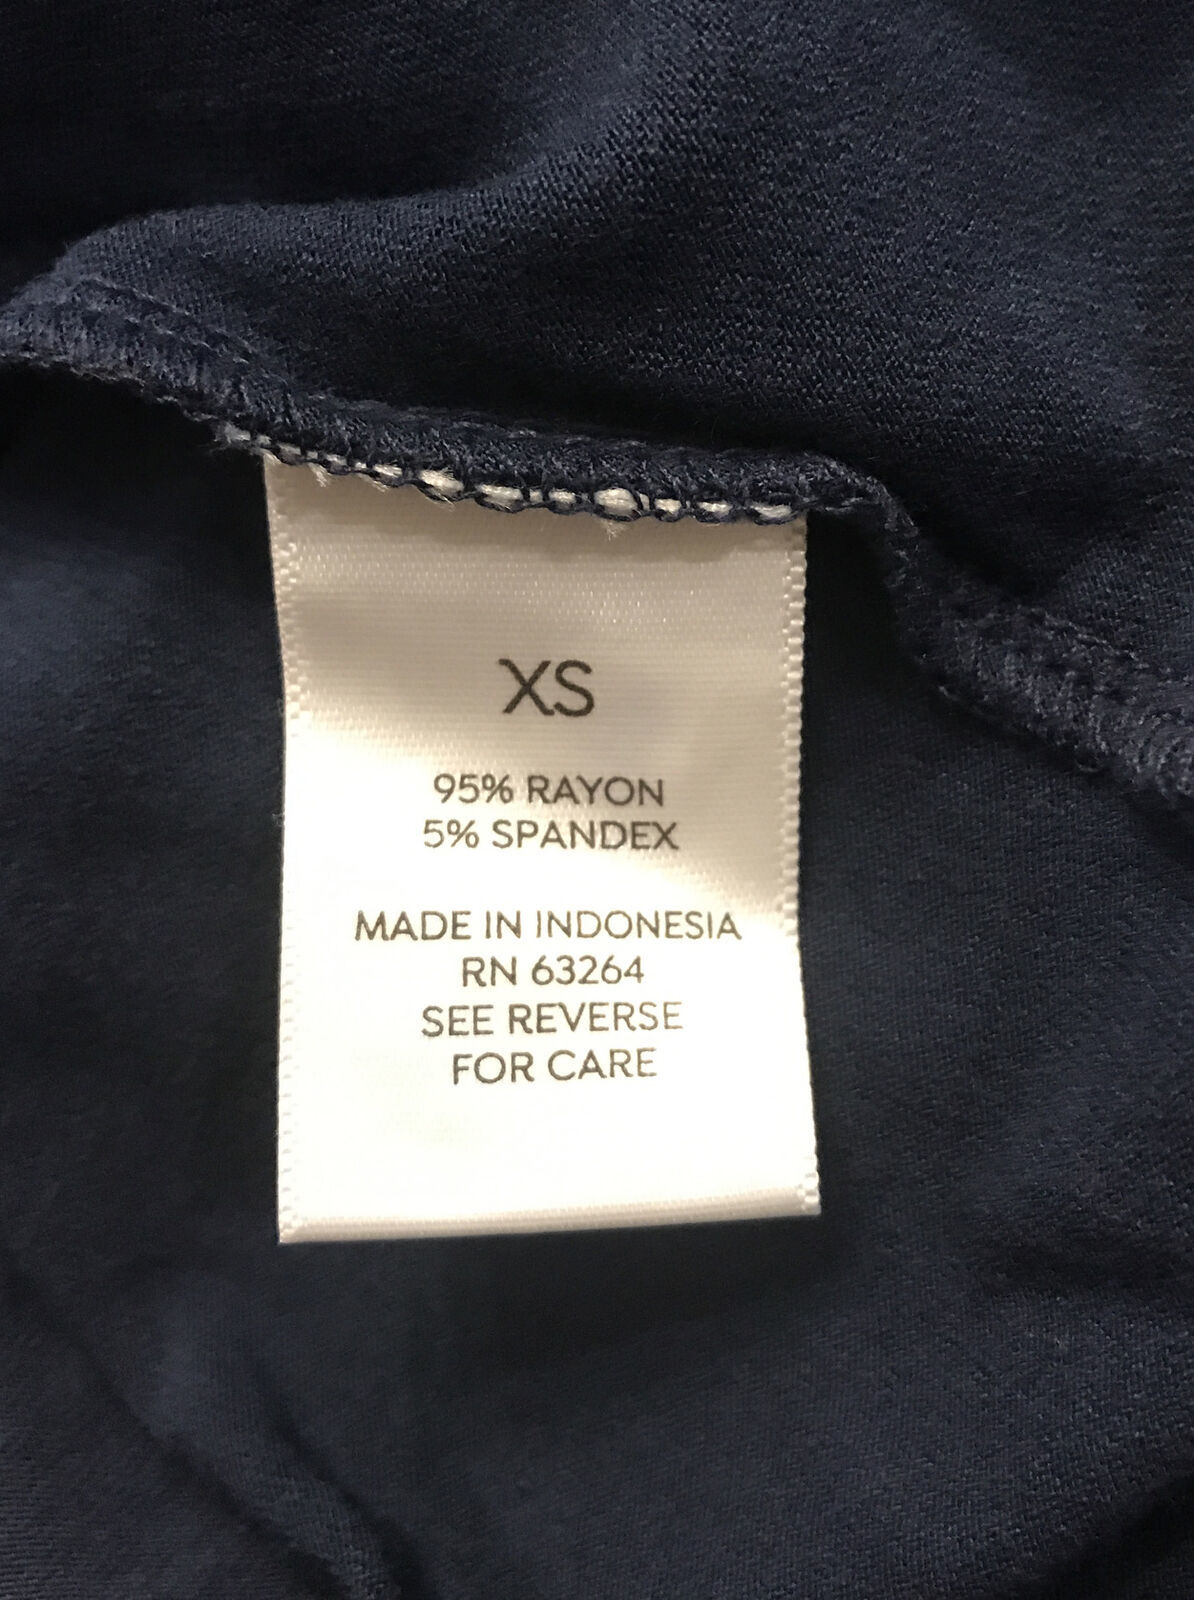 XS
95% RAYON
5% SPANDEX
MADE IN INDONESIA
RN 63264
SEE REVERSE
FOR CARE